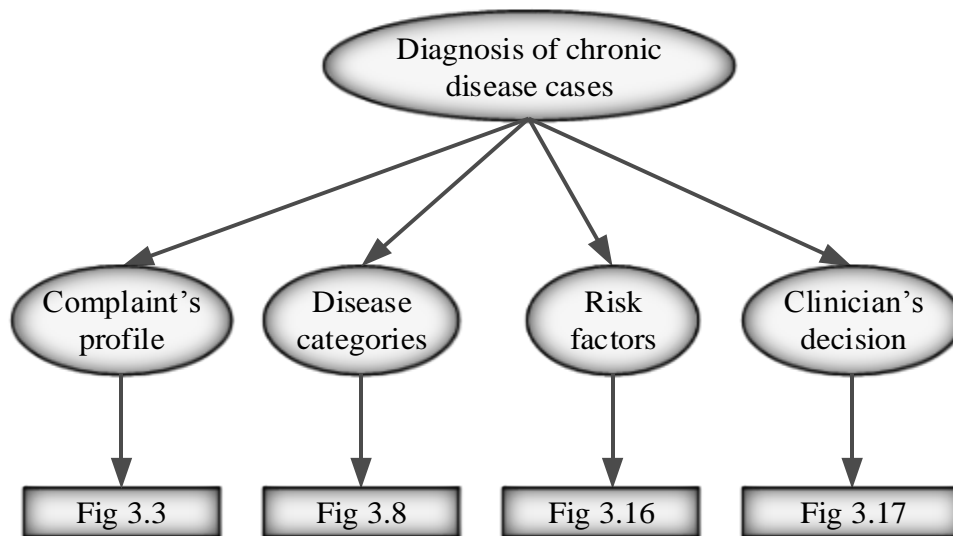 Diagnosis of chronic
disease cases
Complaint’s
profile
Disease
categories
Risk
factors
Clinician’s
decision
Fig 3.3
Fig 3.8
Fig 3.16
Fig 3.17